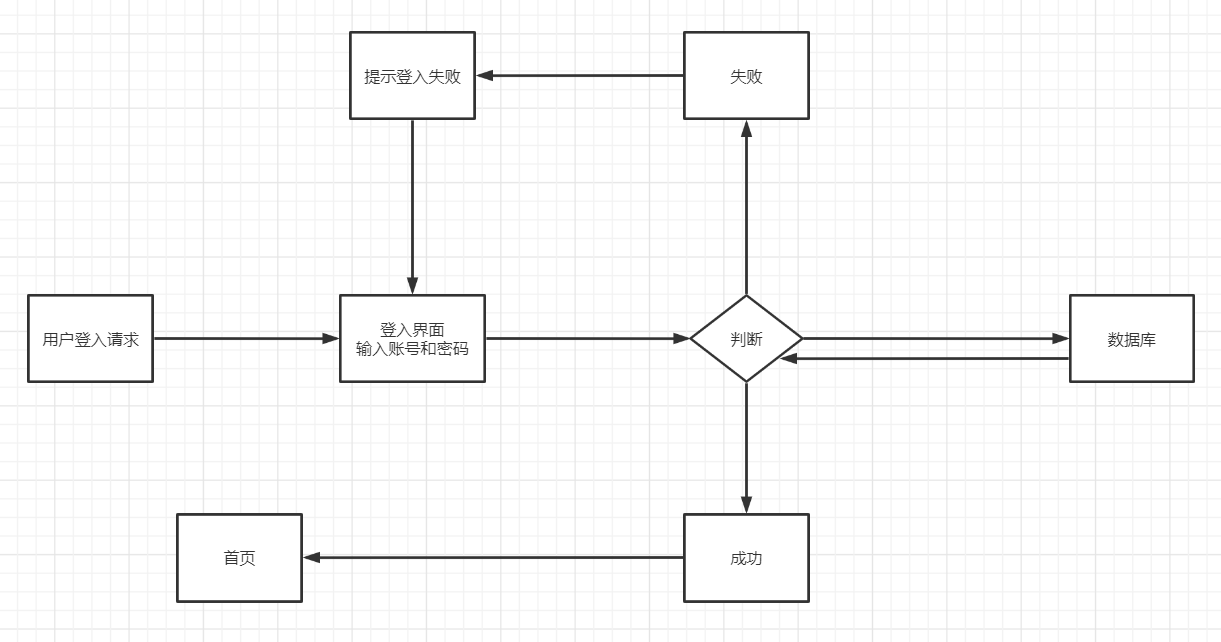 提示登入失败
失败
用户登入请求
登入界面
输入账号和密码
判断
数据库
首页
成功